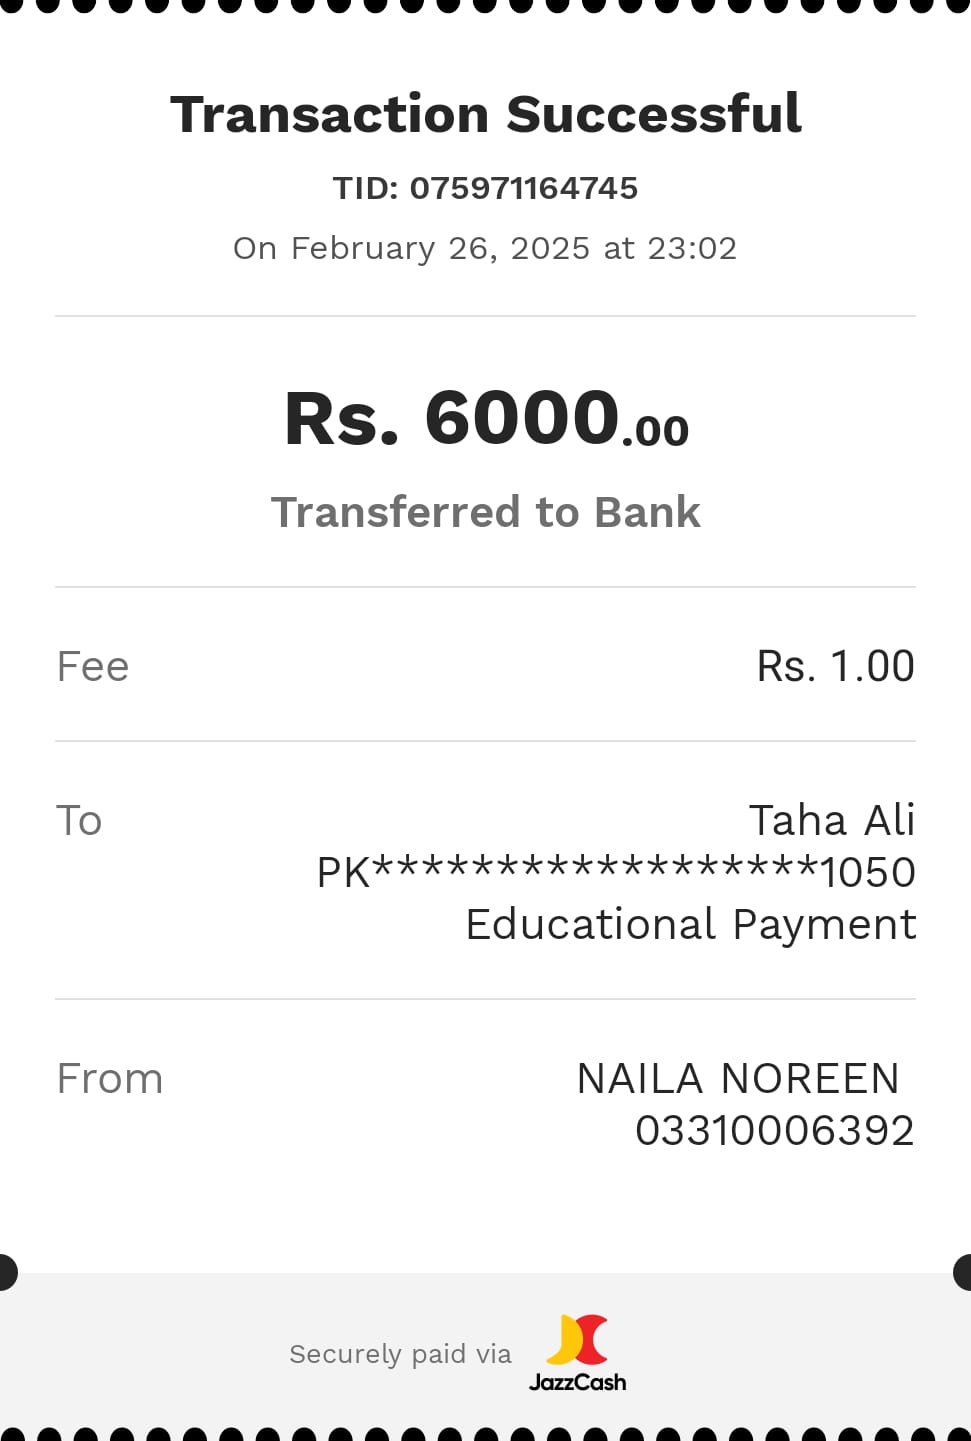 Transaction Successful
TID: 075971164745
On February 26, 2025 at 23:02
Rs. 6000.00
Transferred to Bank
Fee Rs. 1.00
To Taha Ali
PK******************1050
Educational Payment
From NAILA NOREEN
03310006392
Securely paid via JazzCash